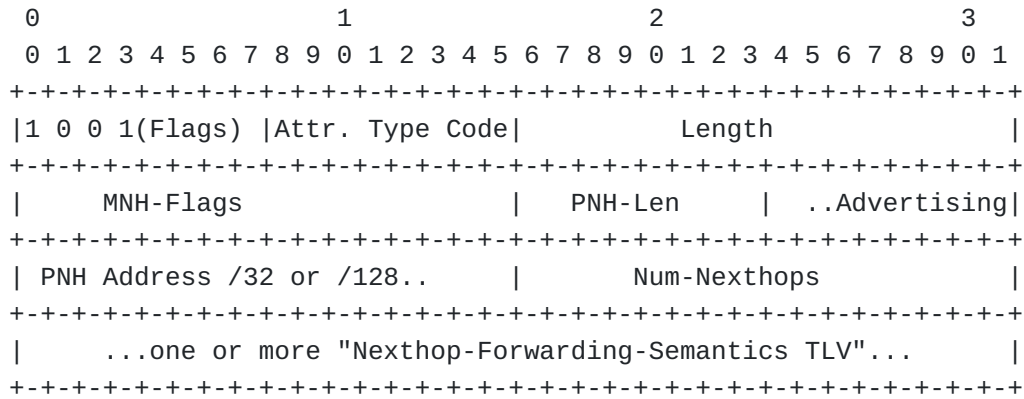 0                   1                   2                   3
 0 1 2 3 4 5 6 7 8 9 0 1 2 3 4 5 6 7 8 9 0 1 2 3 4 5 6 7 8 9 0 1
+-+-+-+-+-+-+-+-+-+-+-+-+-+-+-+-+-+-+-+-+-+-+-+-+-+-+-+-+-+-+-+-+
|1 0 0 1(Flags) |Attr. Type Code|          Length               |
+-+-+-+-+-+-+-+-+-+-+-+-+-+-+-+-+-+-+-+-+-+-+-+-+-+-+-+-+-+-+-+-+
|     MNH-Flags                 |   PNH-Len     |  ..Advertising|
+-+-+-+-+-+-+-+-+-+-+-+-+-+-+-+-+-+-+-+-+-+-+-+-+-+-+-+-+-+-+-+-+
| PNH Address /32 or /128..     |       Num-Nexthops            |
+-+-+-+-+-+-+-+-+-+-+-+-+-+-+-+-+-+-+-+-+-+-+-+-+-+-+-+-+-+-+-+-+
|     ...one or more "Nexthop-Forwarding-Semantics TLV"...      |
+-+-+-+-+-+-+-+-+-+-+-+-+-+-+-+-+-+-+-+-+-+-+-+-+-+-+-+-+-+-+-+-+